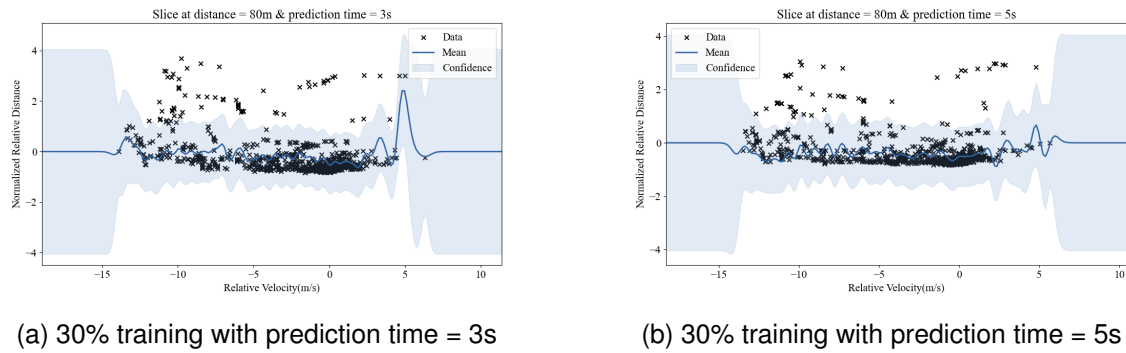 Slice at distance = 80m & prediction time = 3s
4
2
0
−2
−4
Normalized Relative Distance
Data
Mean
Confidence
−15 −10 −5 0 5 10
Relative Velocity(m/s)
(a) 30% training with prediction time = 3s
Slice at distance = 80m & prediction time = 5s
4
2
0
−2
−4
Normalized Relative Distance
Data
Mean
Confidence
−15 −10 −5 0 5 10
Relative Velocity(m/s)
(b) 30% training with prediction time = 5s